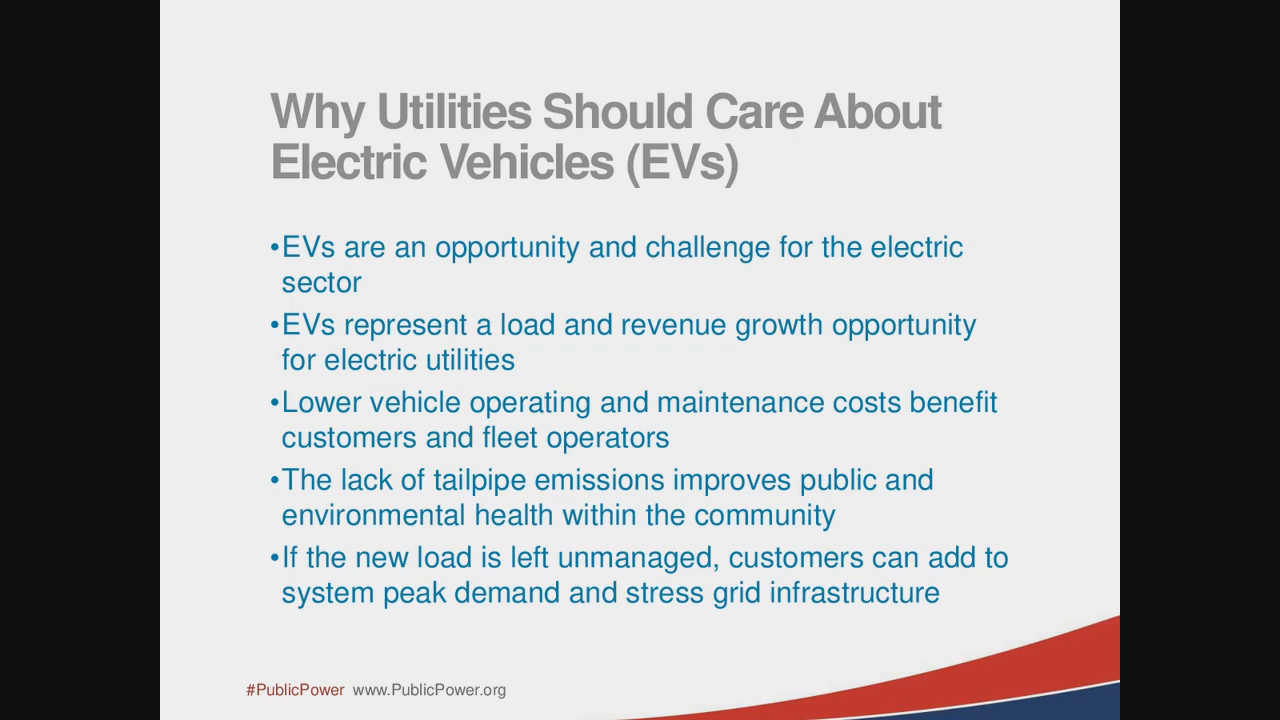 Why Utilities Should Care About
Electric Vehicles (EVs)
•EVs are an opportunity and challenge for the electric
sector
•EVs represent a load and revenue growth opportunity
for electric utilities
•Lower vehicle operating and maintenance costs benefit
customers and fleet operators
•The lack of tailpipe emissions improves public and
environmental health within the community
•If the new load is left unmanaged, customers can add to
system peak demand and stress grid infrastructure
#PublicPower www.PublicPower.org